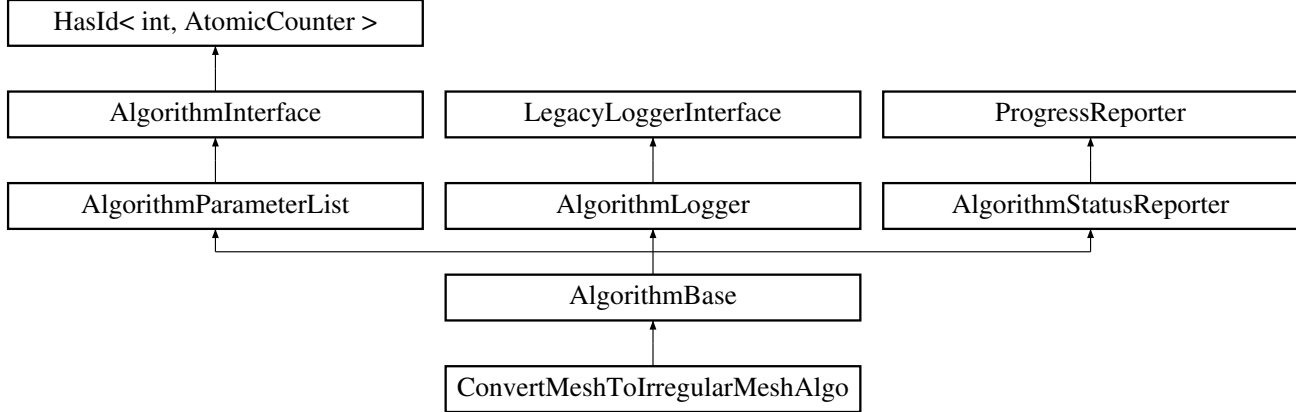 HasId< int, AtomicCounter >
AlgorithmInterface
LegacyLoggerInterface
ProgressReporter
AlgorithmParameterList
AlgorithmLogger
AlgorithmStatusReporter
AlgorithmBase
ConvertMeshToIrregularMeshAlgo